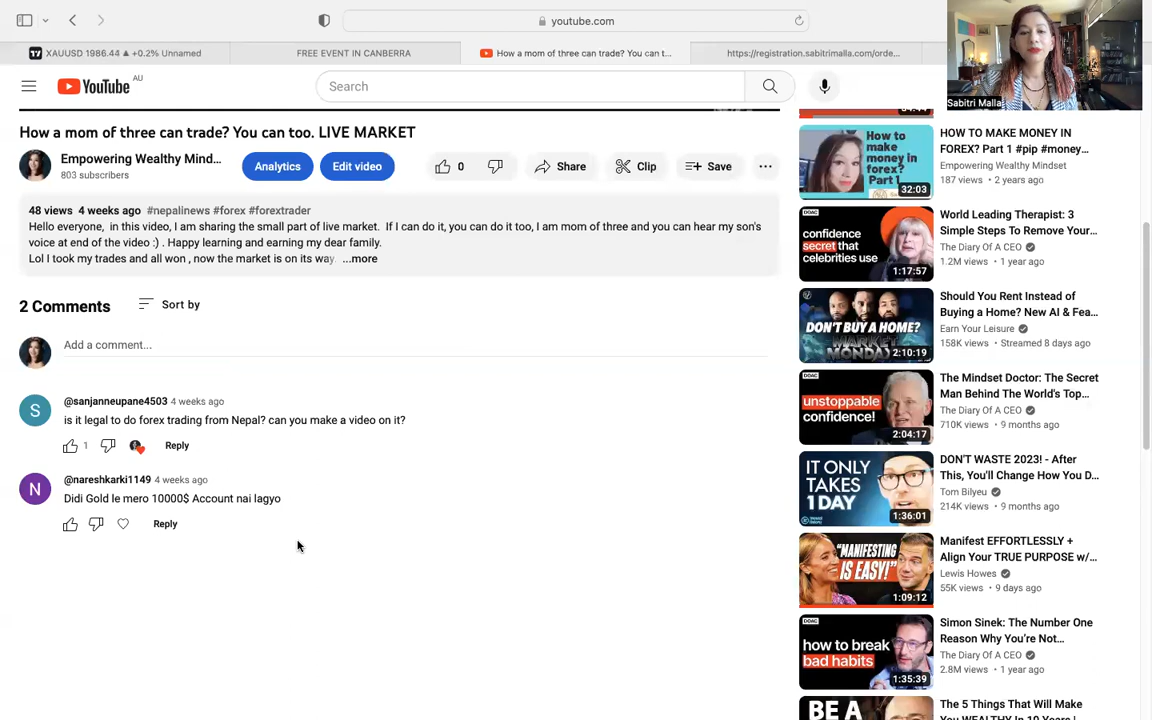 youtube.com
XAUUSD 1986.44 ▲ +0.2% Unnamed
FREE EVENT IN CANBERRA
How a mom of three can trade? You can t...
https://registration.sabitrimalla.com/orde...
Sabitri Malla
YouTube AU
Search
How a mom of three can trade? You can too. LIVE MARKET
Empowering Wealthy Mind...
803 subscribers
Analytics
Edit video
0
Share
Clip
Save
48 views 4 weeks ago #nepalinews #forex #forextrader
Hello everyone, in this video, I am sharing the small part of live market. If I can do it, you can do it too, I am mom of three and you can hear my son's
voice at end of the video :) . Happy learning and earning my dear family.
Lol I took my trades and all won , now the market is on its way ...more
2 Comments
Sort by
Add a comment...
S
@sanjanneupane4503 4 weeks ago
is it legal to do forex trading from Nepal? can you make a video on it?
1
Reply
N
@nareshkarki1149 4 weeks ago
Didi Gold le mero 10000$ Account nai lagyo
Reply
How to
make
money in
forex?
Part 1
32:03
HOW TO MAKE MONEY IN
FOREX? Part 1 #pip #money...
Empowering Wealthy Mindset
187 views • 2 years ago
DOAC
confidence
secret that
celebrities use
1:17:57
World Leading Therapist: 3
Simple Steps To Remove Your...
The Diary Of A CEO
1.2M views • 1 year ago
DON'T BUY A HOME?
MARKET
MONDAY
2:10:19
Should You Rent Instead of
Buying a Home? New AI & Fea...
Earn Your Leisure
158K views • Streamed 8 days ago
DOAC
unstoppable
confidence!
2:04:17
The Mindset Doctor: The Secret
Man Behind The World's Top...
The Diary Of A CEO
710K views • 9 months ago
IT ONLY
TAKES
1 DAY
1:36:01
DON'T WASTE 2023! - After
This, You'll Change How You D...
Tom Bilyeu
214K views • 9 months ago
"MANIFESTING
IS EASY!"
1:09:12
Manifest EFFORTLESSLY +
Align Your TRUE PURPOSE w/...
Lewis Howes
55K views • 9 days ago
DOAC
how to break
bad habits
1:35:39
Simon Sinek: The Number One
Reason Why You're Not...
The Diary Of A CEO
2.8M views • 1 year ago
BE A
The 5 Things That Will Make